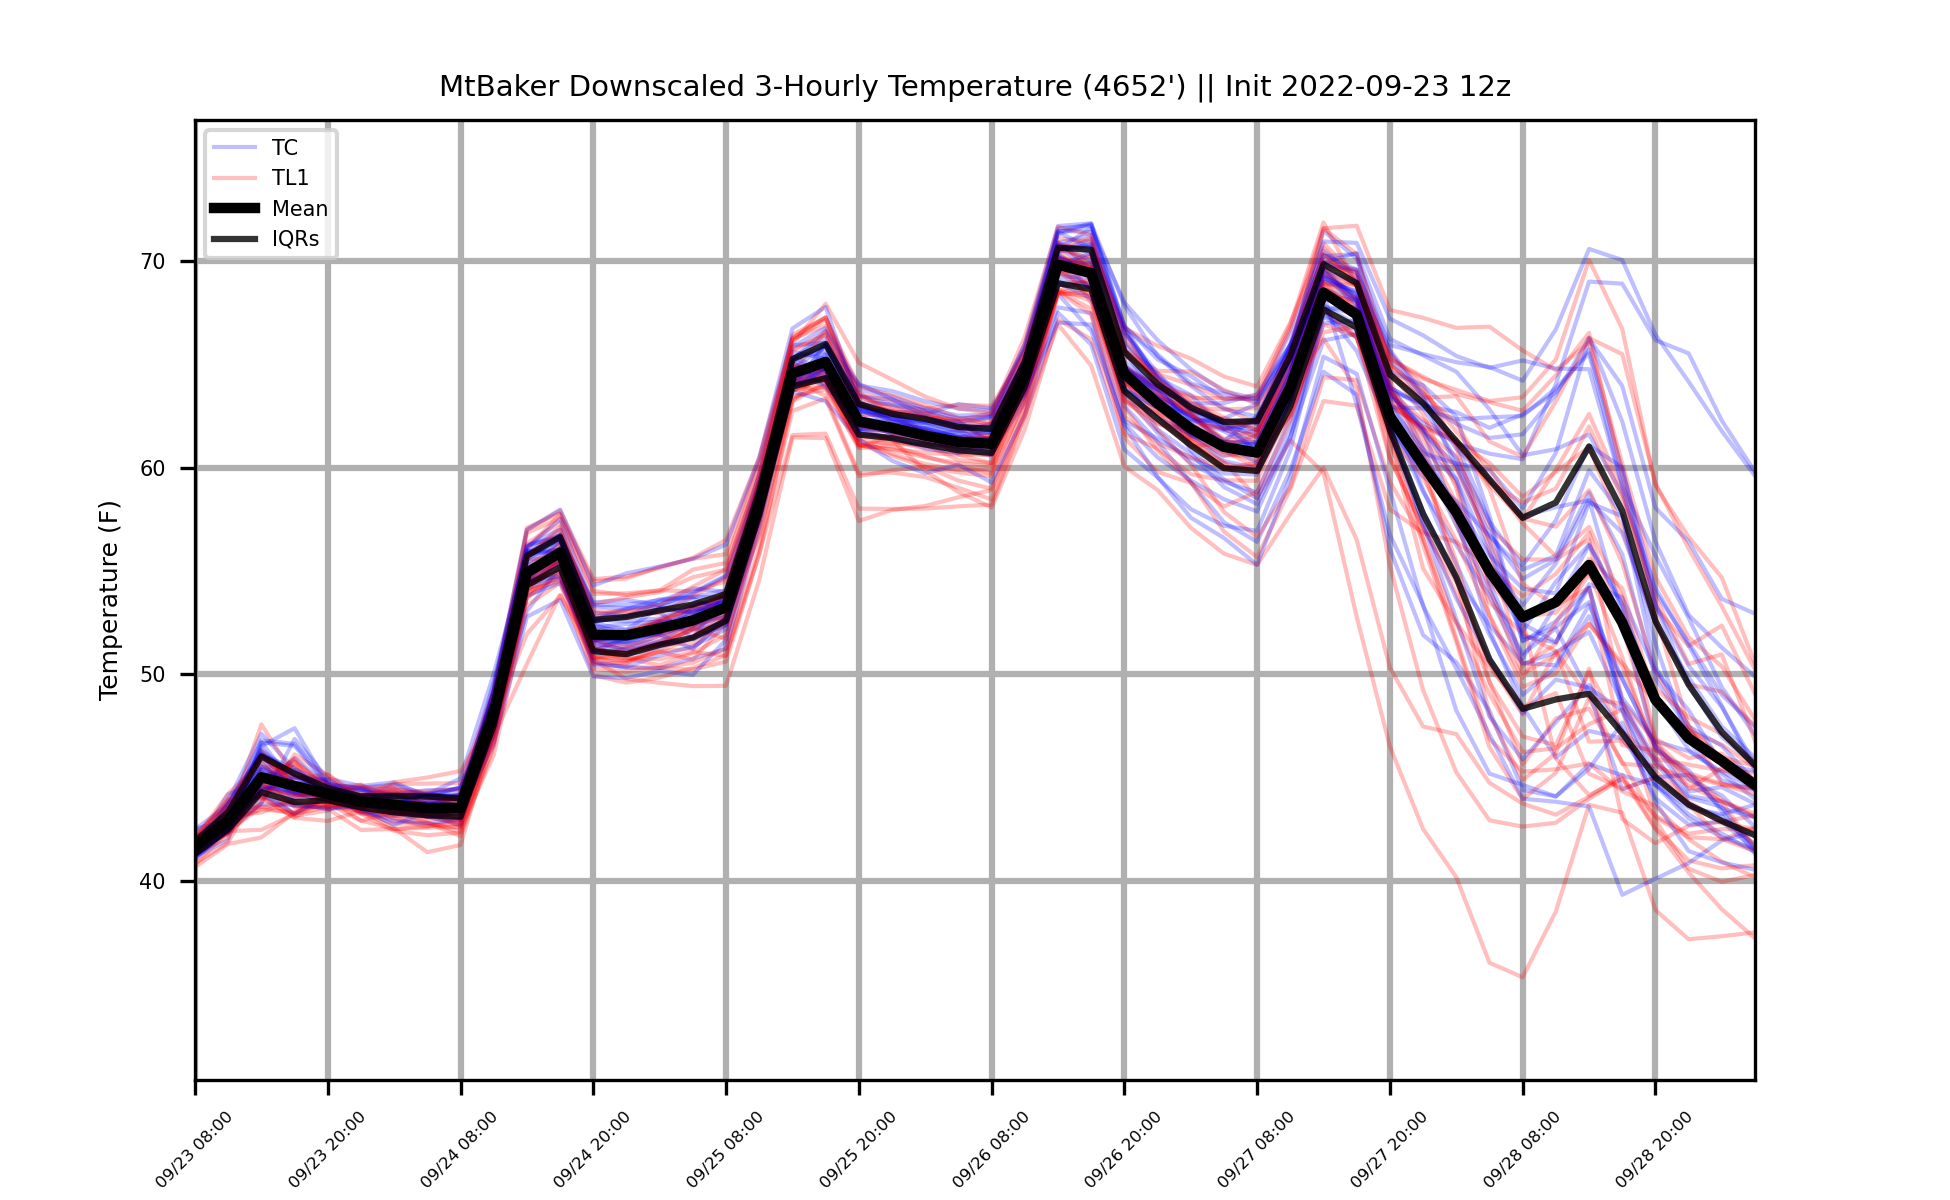 MtBaker Downscaled 3-Hourly Temperature (4652') || Init 2022-09-23 12z
TC
TL1
Mean
IQRs
Temperature (F)
70
60
50
40
09/23 08:00
09/23 20:00
09/24 08:00
09/24 20:00
09/25 08:00
09/25 20:00
09/26 08:00
09/26 20:00
09/27 08:00
09/27 20:00
09/28 08:00
09/28 20:00